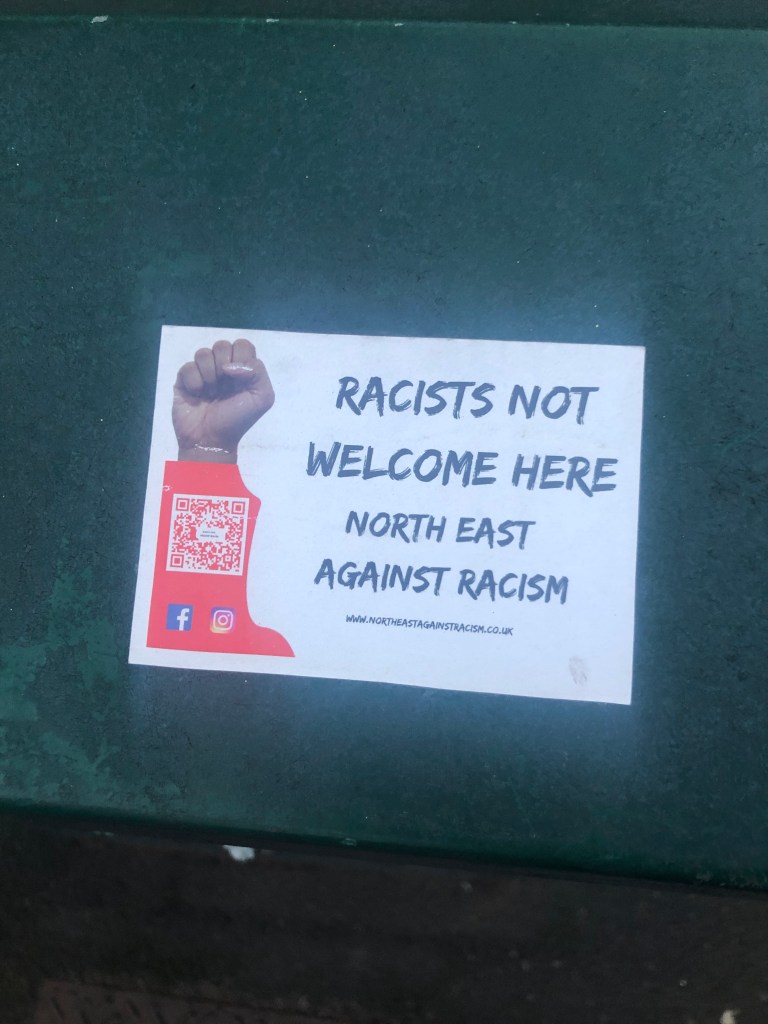 RACISTS NOT
WELCOME HERE
NORTH EAST
AGAINST RACISM
WWW.NORTHEASTAGAINSTRACISM.CO.UK